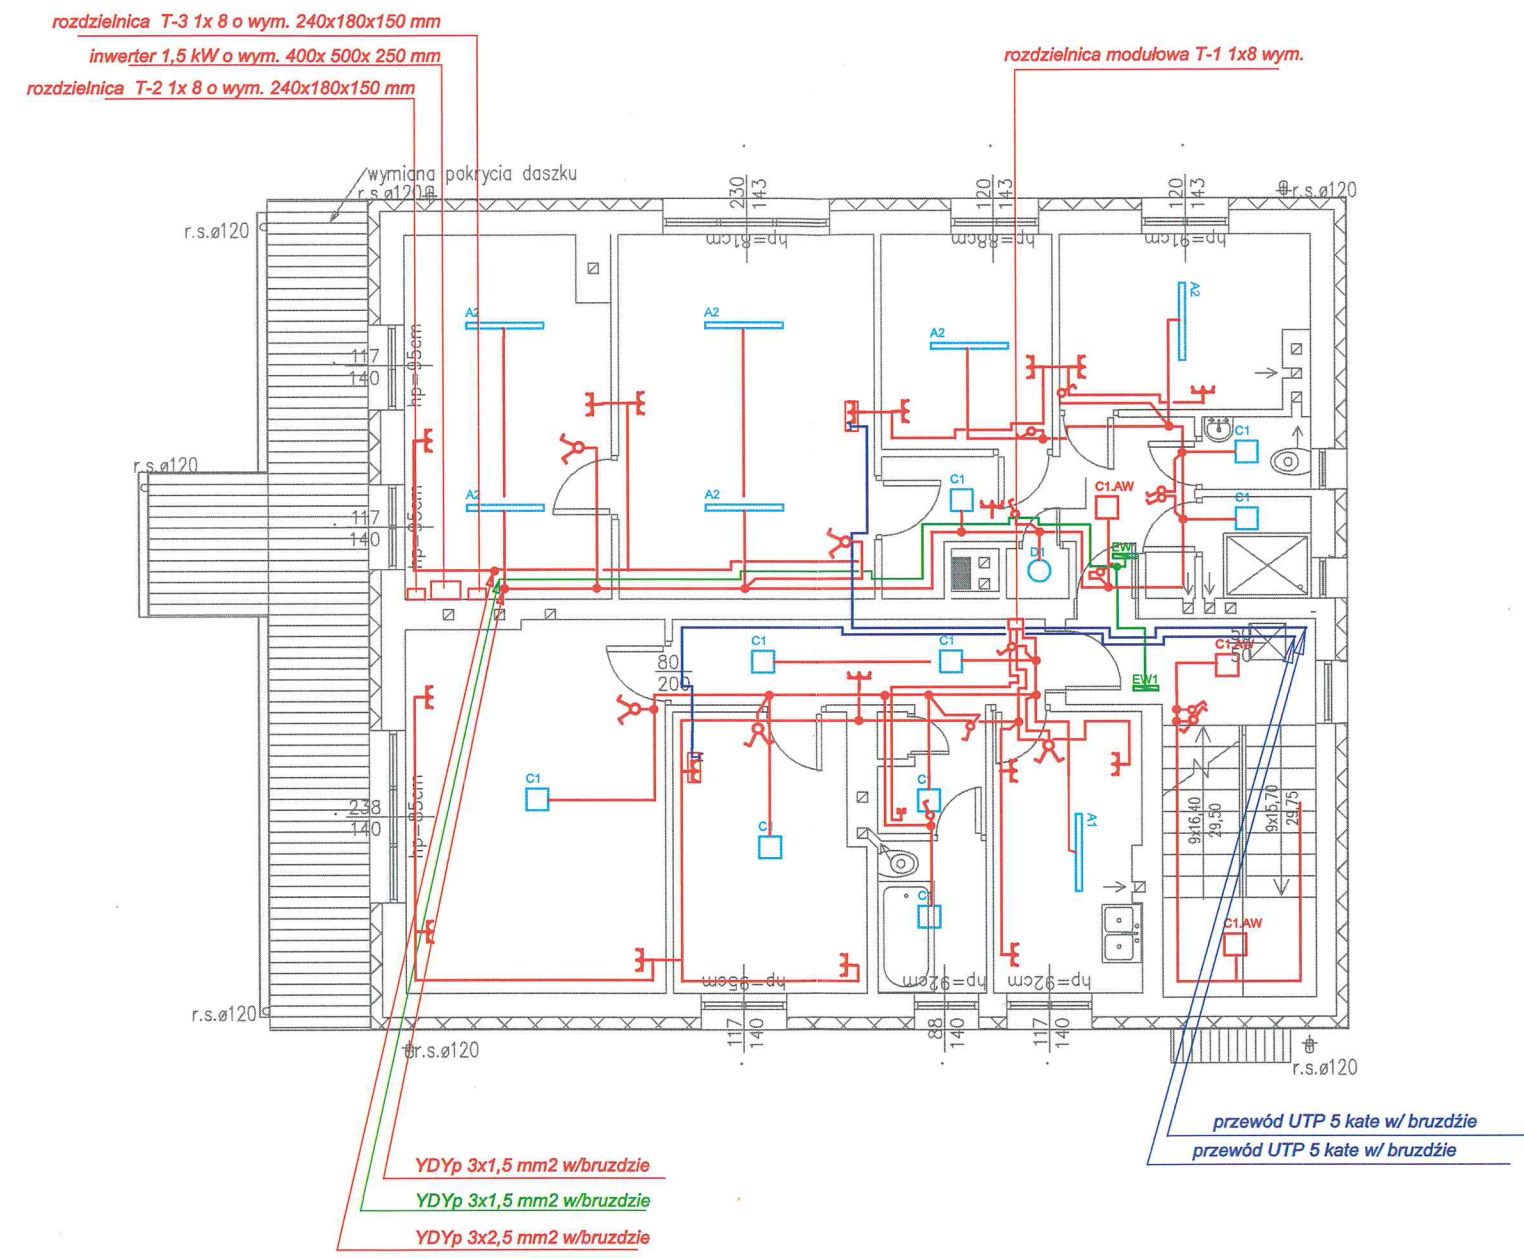 rozdzielnica T-3 1x 8 o wym. 240x180x150 mm
inwerter 1,5 kW o wym. 400x 500x 250 mm
rozdzielnica T-2 1x 8 o wym. 240x180x150 mm
rozdzielnica modułowa T-1 1x8 wym.
wymiana pokrycia daszku
r.s.ø120
r.s.ø120
r.s.ø120
r.s.ø120
230
143
120
143
120
143
hp=81cm
hp=88cm
hp=91cm
A2
A2
A2
A2
117
140
hp=95cm
A2
A2
117
140
hp=95cm
C1
C1
C1.AW
C1
D1
EW1
C1
C1
80
200
C1.AW
EW1
C1
C1
A1
238
140
hp=85cm
9x16,40
29,50
9x15,70
29,75
C1.AW
hp=95cm
hp=92cm
hp=92cm
r.s.ø120
117
140
88
140
117
140
r.s.ø120
r.s.ø120
przewód UTP 5 kate w/ bruzdźie
przewód UTP 5 kate w/ bruzdźie
YDYp 3x1,5 mm2 w/bruzdzie
YDYp 3x1,5 mm2 w/bruzdzie
YDYp 3x2,5 mm2 w/bruzdzie